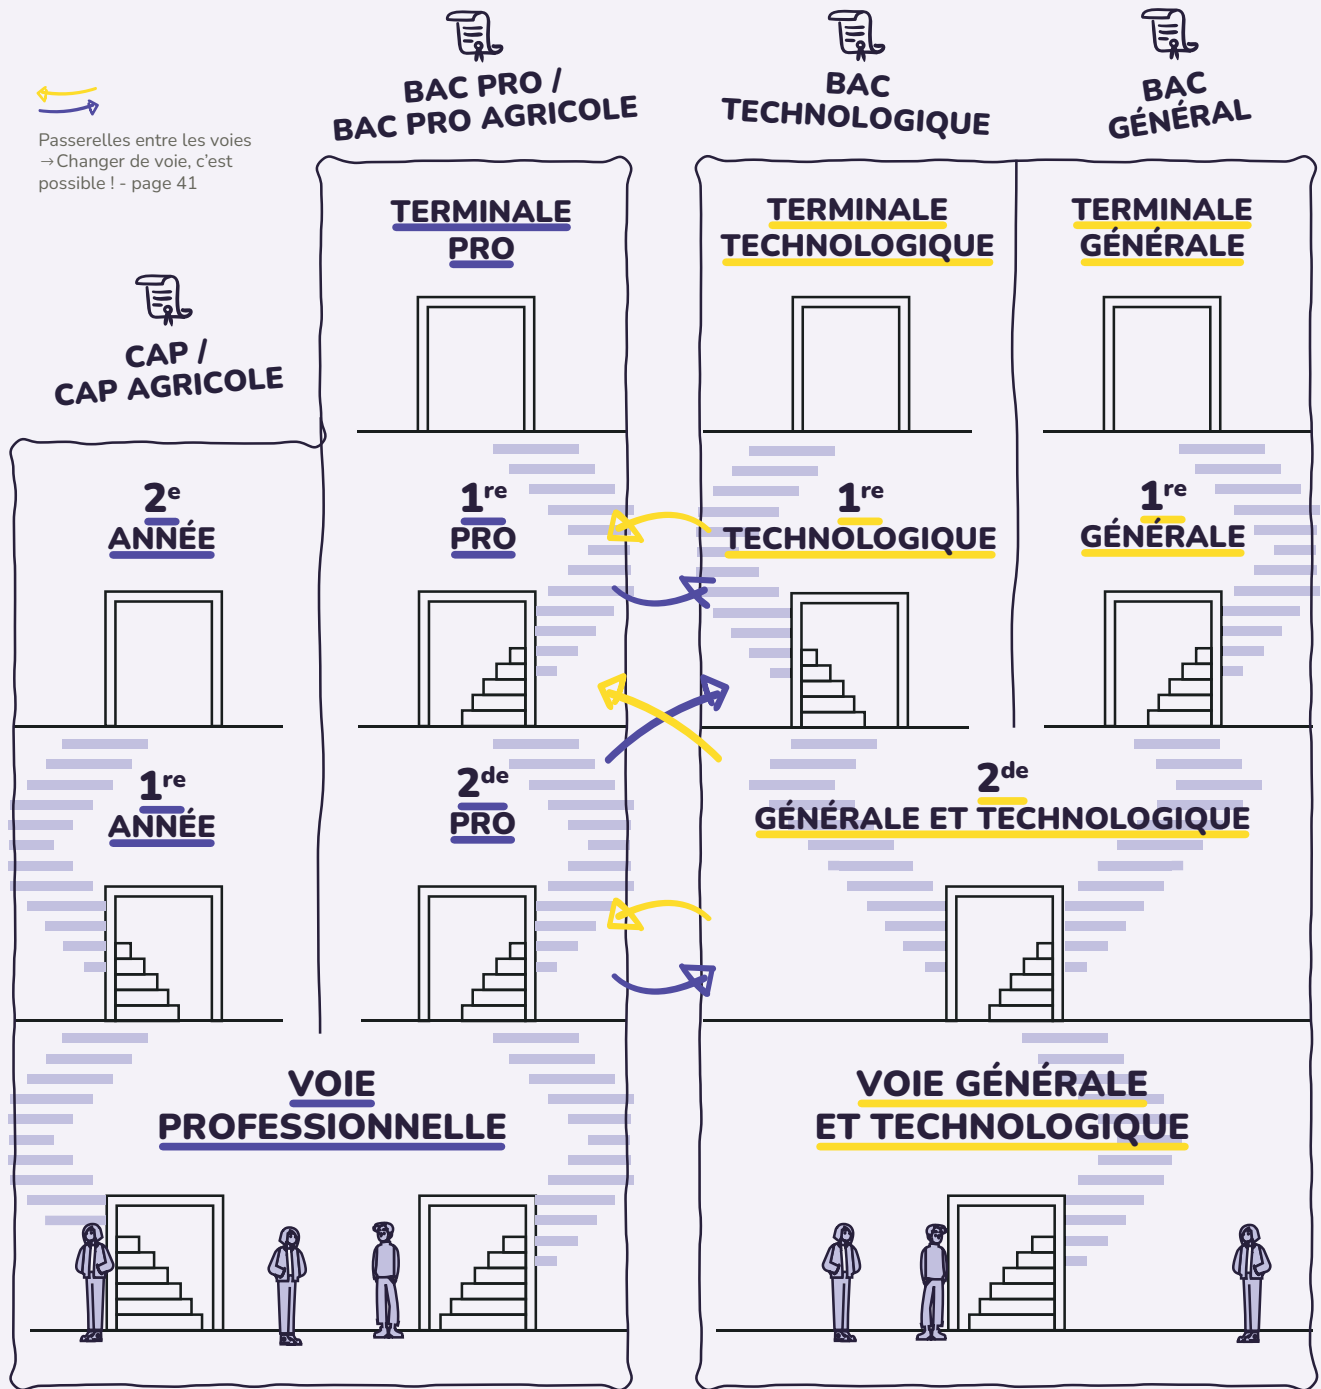 BAC PRO /
BAC PRO AGRICOLE
BAC
TECHNOLOGIQUE
BAC
GÉNÉRAL
Passerelles entre les voies
→Changer de voie, c’est
possible ! - page 41
TERMINALE
PRO
TERMINALE
TECHNOLOGIQUE
TERMINALE
GÉNÉRALE
CAP /
CAP AGRICOLE
2e
ANNÉE
1re
PRO
1re
TECHNOLOGIQUE
1re
GÉNÉRALE
1re
ANNÉE
2de
PRO
2de
GÉNÉRALE ET TECHNOLOGIQUE
VOIE
PROFESSIONNELLE
VOIE GÉNÉRALE
ET TECHNOLOGIQUE